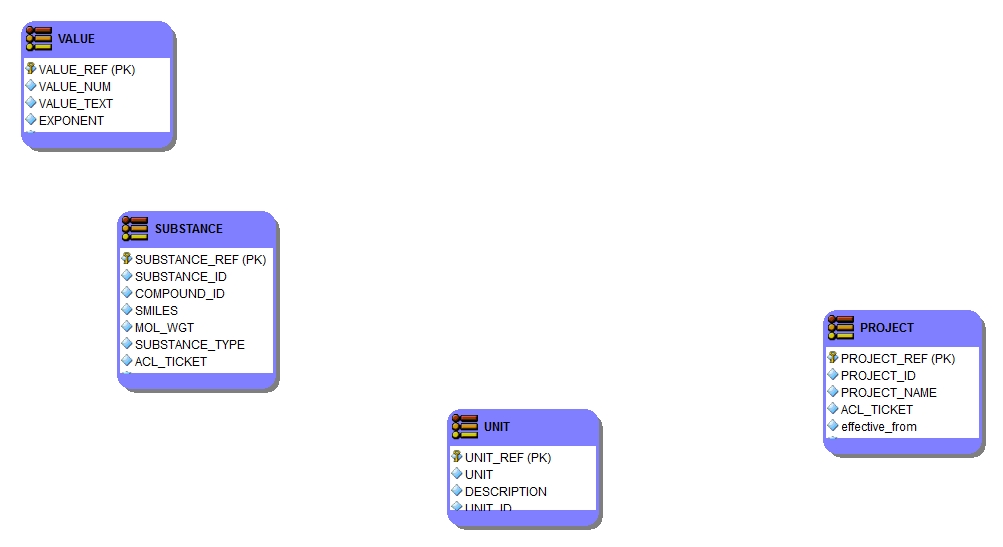 VALUE
VALUE_REF (PK)
VALUE_NUM
VALUE_TEXT
EXPONENT
SUBSTANCE
SUBSTANCE_REF (PK)
SUBSTANCE_ID
COMPOUND_ID
SMILES
MOL_WGT
SUBSTANCE_TYPE
ACL_TICKET
UNIT
UNIT_REF (PK)
UNIT
DESCRIPTION
UNIT_ID
PROJECT
PROJECT_REF (PK)
PROJECT_ID
PROJECT_NAME
ACL_TICKET
effective_from